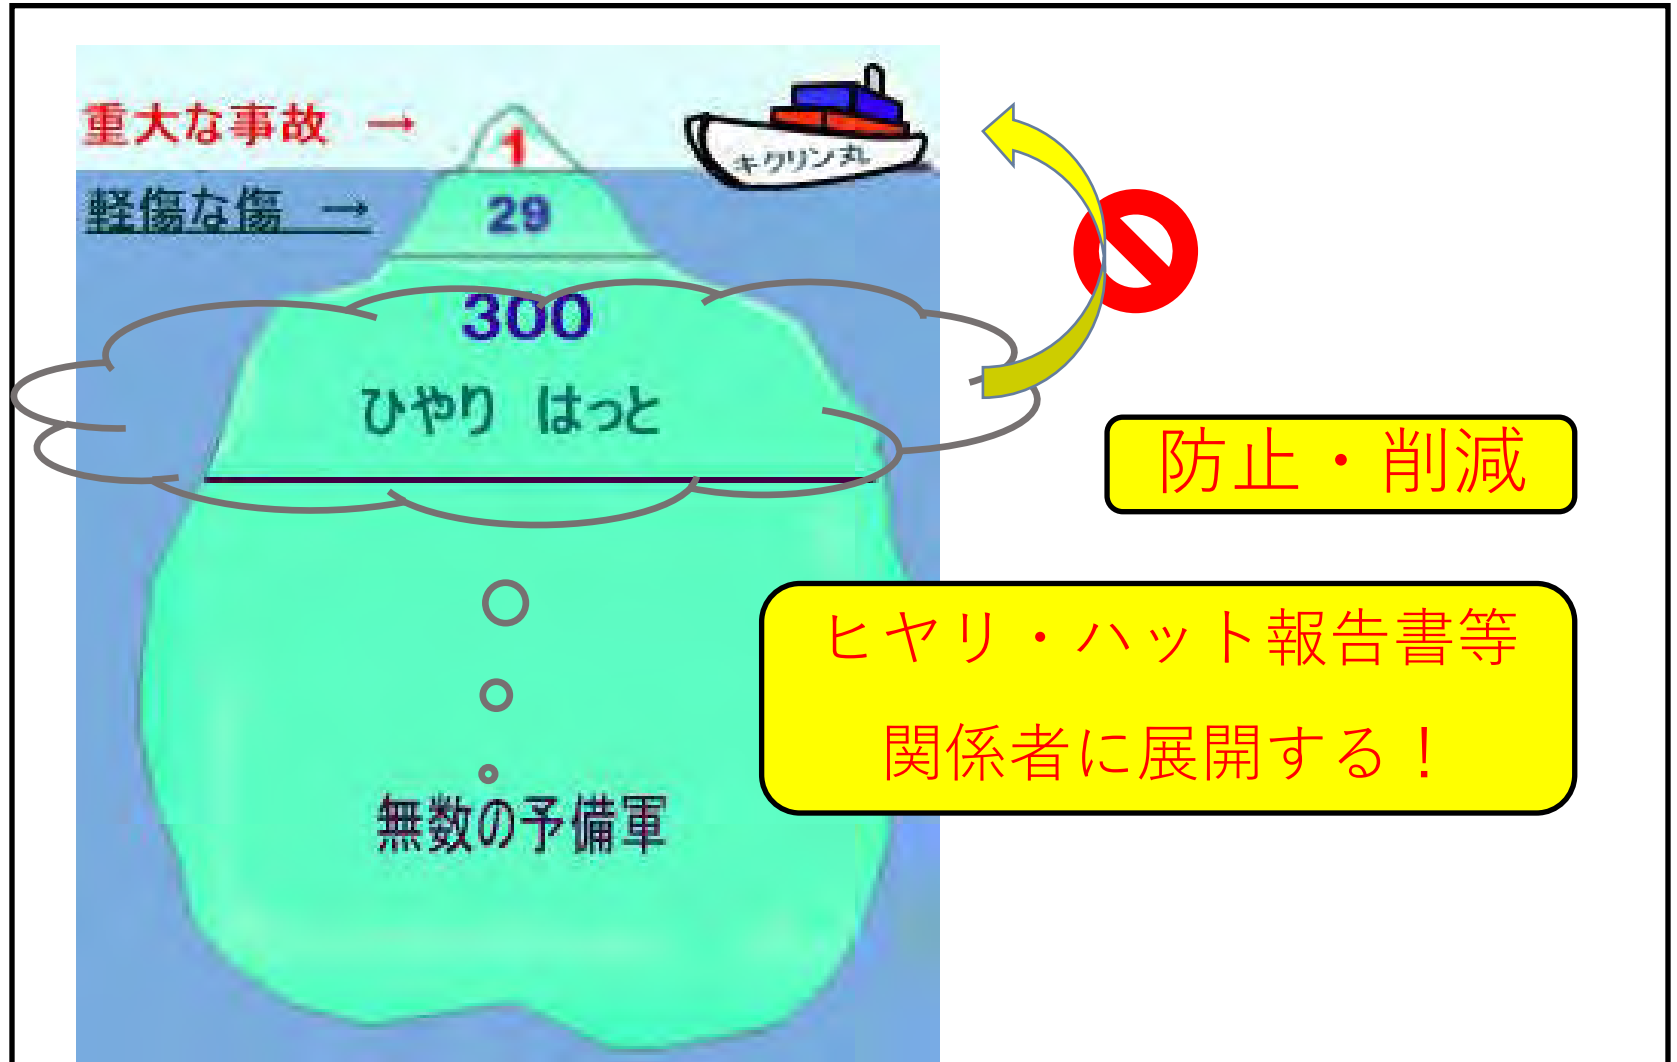 重大な事故 →
1
キクリン丸
軽傷な傷 →
29
300
ひやり はっと
防止・削減
ヒヤリ・ハット報告書等
関係者に展開する！
無数の予備軍